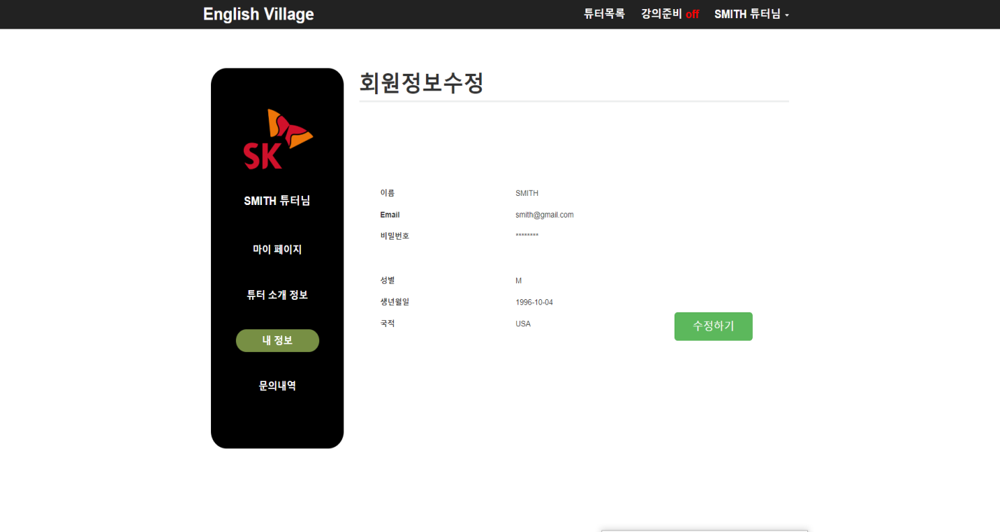 English Village
튜터목록 강의준비 off SMITH 튜터님
SK
SMITH 튜터님
마이 페이지
튜터 소개 정보
내 정보
문의내역
회원정보수정
이름 SMITH
Email smith@gmail.com
비밀번호 ********
성별 M
생년월일 1996-10-04
국적 USA
수정하기